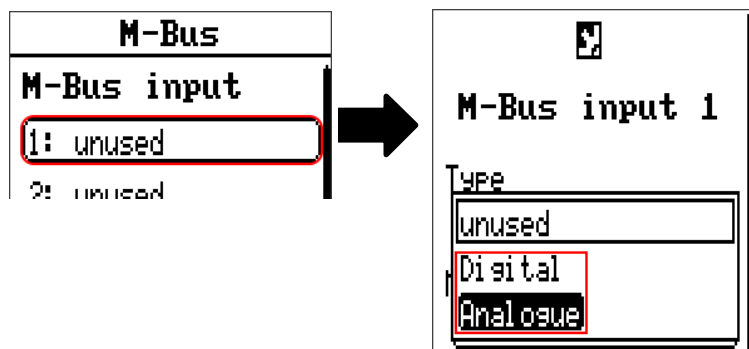 M-Bus
M-Bus input
1: unused
2: unused
M-Bus input 1
Type
unused
Digital
Analogue